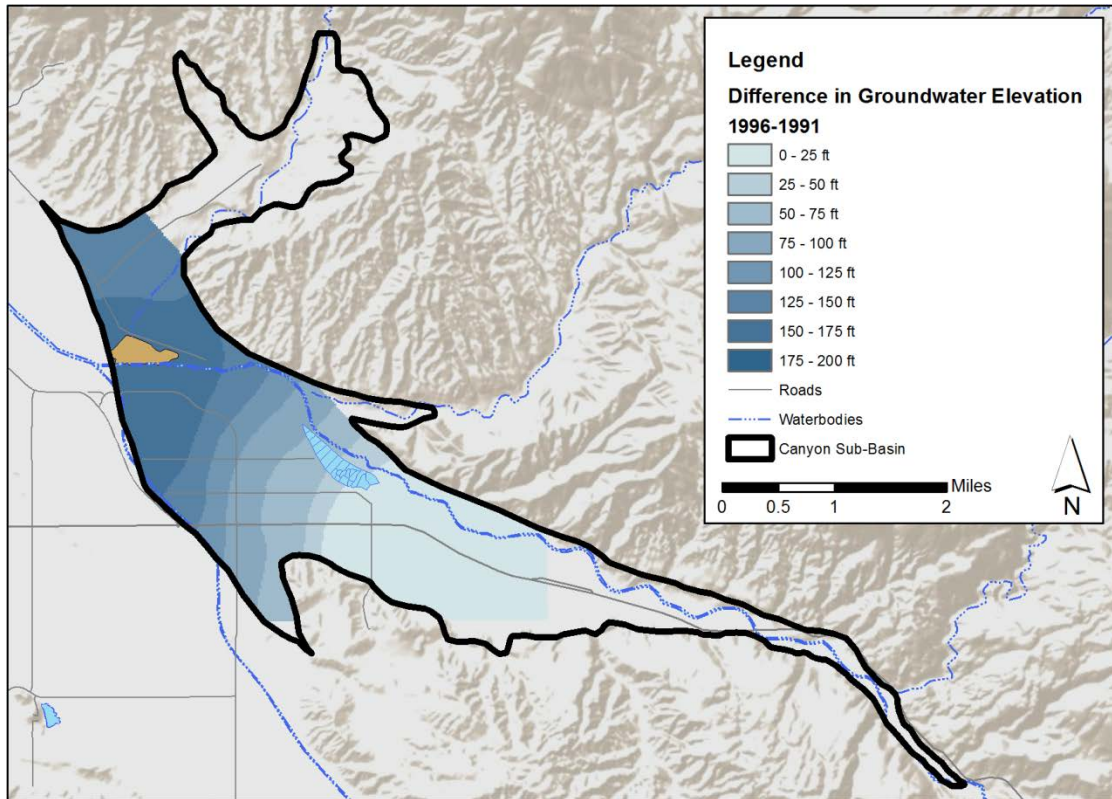 Legend
Difference in Groundwater Elevation
1996-1991
0 - 25 ft
25 - 50 ft
50 - 75 ft
75 - 100 ft
100 - 125 ft
125 - 150 ft
150 - 175 ft
175 - 200 ft
Roads
Waterbodies
Canyon Sub-Basin
Miles
0 0.5 1 2
N